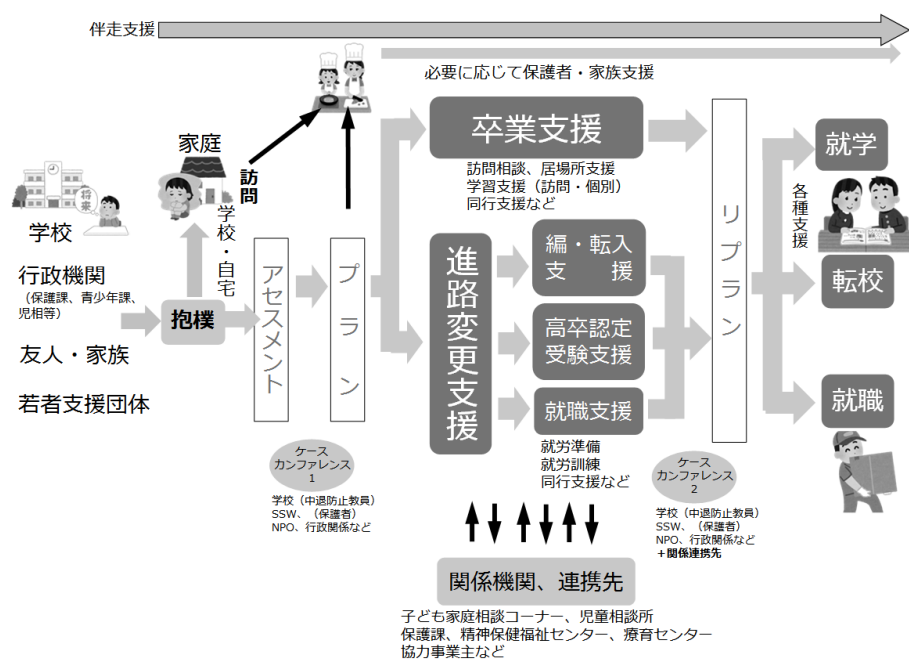 伴走支援
必要に応じて保護者・家族支援
家庭
訪問
学校・自宅
将来
学校
行政機関
（保護課、青少年課、
児相等）
友人・家族
若者支援団体
抱樸
アセスメント
プラン
ケース
カンファレンス
1
学校（中退防止教員）
SSW、（保護者）
NPO、行政関係など
卒業支援
訪問相談、居場所支援
学習支援（訪問・個別）
同行支援など
進路変更支援
編・転入
支　援
高卒認定
受験支援
就職支援
就労準備
就労訓練
同行支援など
関係機関、連携先
子ども家庭相談コーナー、児童相談所
保護課、精神保健福祉センター、療育センター
協力事業主など
リプラン
ケース
カンファレンス
2
学校（中退防止教員）
SSW、（保護者）
NPO、行政関係など
＋関係連携先
各種支援
就学
転校
就職